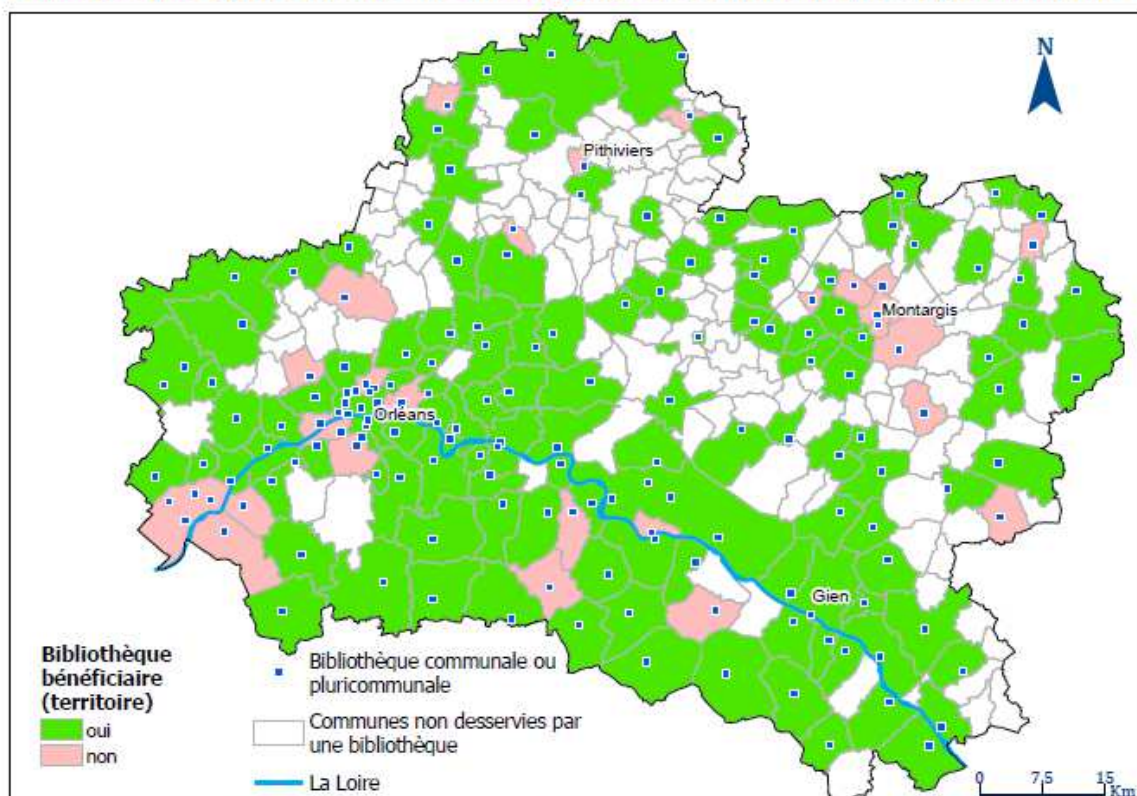 N
Pithiviers
Montargis
Orléans
Gien
Bibliothèque
bénéficiaire
(territoire)
oui
non
Bibliothèque communale ou
pluricommunale
Communes non desservies par
une bibliothèque
La Loire
0 7,5 15
Km